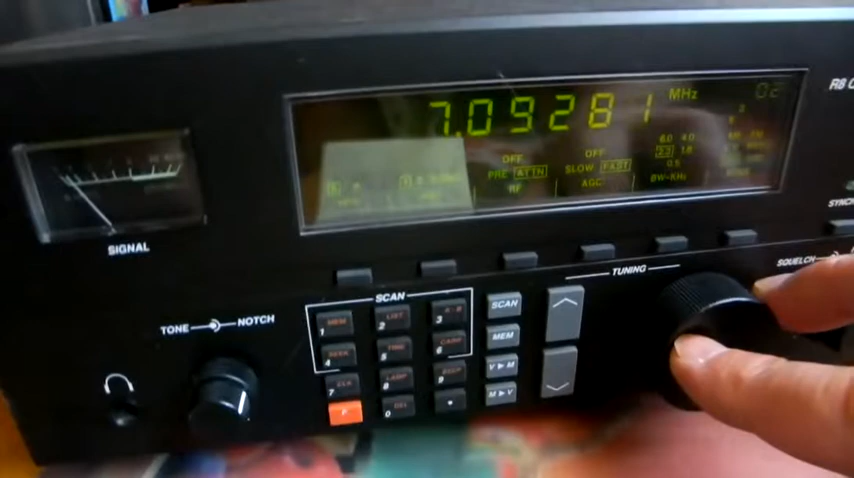 7.09281 MHz
R8
OFF
PRE ATTN
RF
OFF
SLOW FAST
AGC
6.0 4.0
2.3 1.8
0.5
BW-KHz
SIGNAL
SYNCH
SQUELCH
TUNING
TONE NOTCH
SCAN
1 MEM
2 LIST
3 A-B
4 SEEK
5 TIME
6
7 CLK
8 LAMP
9
F
0 DEL
.
SCAN
MEM
V▶M
M▶V